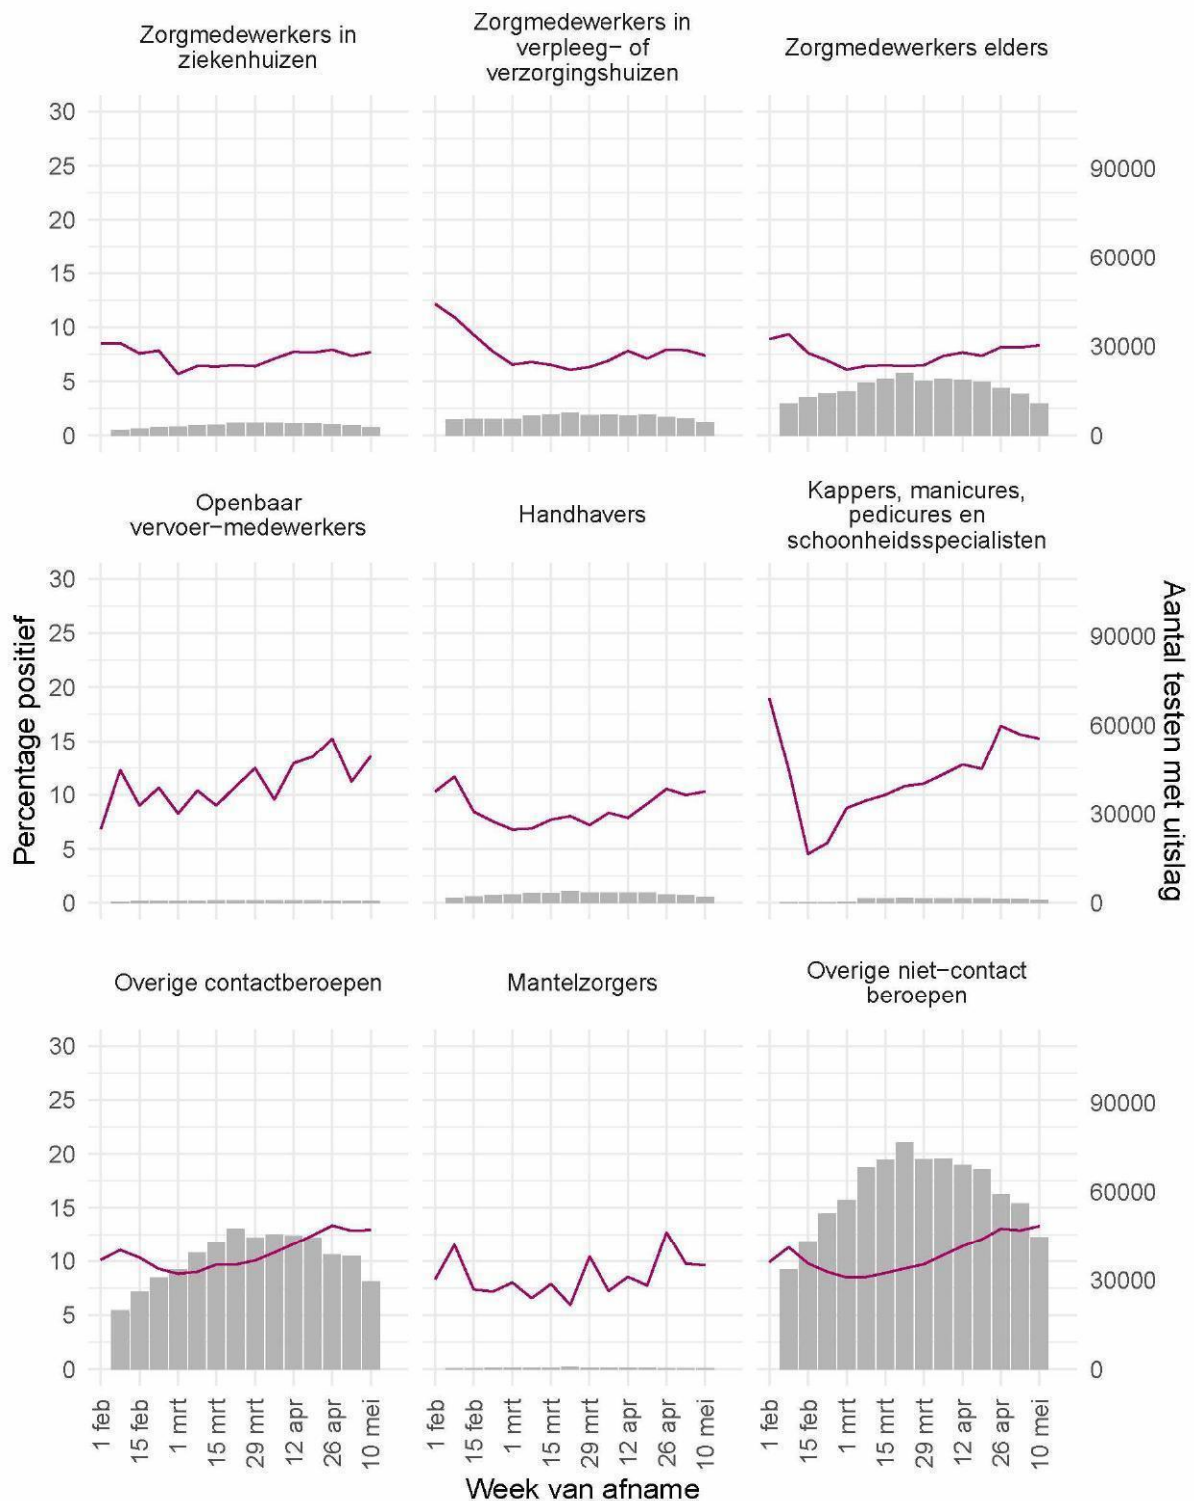 Zorgmedewerkers in
ziekenhuizen
Zorgmedewerkers in
verpleeg− of
verzorgingshuizen
Zorgmedewerkers elders
30
25
20
15
10
5
0
90000
60000
30000
0
Openbaar
vervoer−medewerkers
Handhavers
Kappers, manicures,
pedicures en
schoonheidsspecialisten
30
25
20
15
10
5
0
90000
60000
30000
0
Percentage positief
Aantal testen met uitslag
Overige contactberoepen
Mantelzorgers
Overige niet−contact
beroepen
30
25
20
15
10
5
0
90000
60000
30000
0
1 feb
15 feb
1 mrt
15 mrt
29 mrt
12 apr
26 apr
10 mei
1 feb
15 feb
1 mrt
15 mrt
29 mrt
12 apr
26 apr
10 mei
1 feb
15 feb
1 mrt
15 mrt
29 mrt
12 apr
26 apr
10 mei
Week van afname